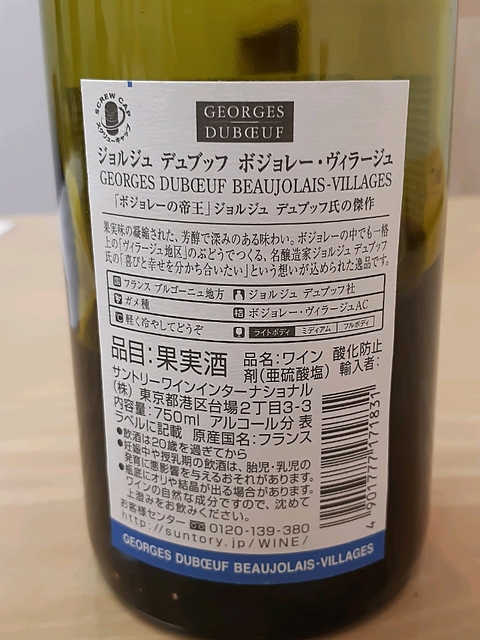 SCREW CAP
スクリューキャップ
GEORGES
DUBŒUF
ジョルジュ デュブッフ ボジョレー・ヴィラージュ
GEORGES DUBŒUF BEAUJOLAIS-VILLAGES
「ボジョレーの帝王」ジョルジュ デュブッフ氏の傑作
果実味の凝縮された、芳醇で深みのある味わい。ボジョレーの中でも一格
上の「ヴィラージュ地区」のぶどうでつくる、名醸造家ジョルジュ デュブッフ
氏の「喜びと幸せを分かち合いたい」という想いが込められた逸品です。
フランス ブルゴーニュ地方 ジョルジュ デュブッフ社
ガメ種 格 ボジョレー・ヴィラージュAC
℃ 軽く冷やしてどうぞ ライトボディ ミディアム フルボディ
品目:果実酒 品名:ワイン 酸化防止
剤(亜硫酸塩) 輸入者:
サントリーワインインターナショナル
(株) 東京都港区台場2丁目3-3
内容量:750ml アルコール分 表
ラベルに記載 原産国名:フランス
●飲酒は20歳を過ぎてから
●妊娠中や授乳期の飲酒は、胎児・乳児の
発育に悪影響を与えるおそれがあります。
●瓶底にオリや結晶が出る場合があります。
ワインの自然な成分ですので、沈めて
上澄みをお飲みください。
お客様センター 0120-139-380
http://suntory.jp/WINE/
4 901777 171831
GEORGES DUBŒUF BEAUJOLAIS-VILLAGES